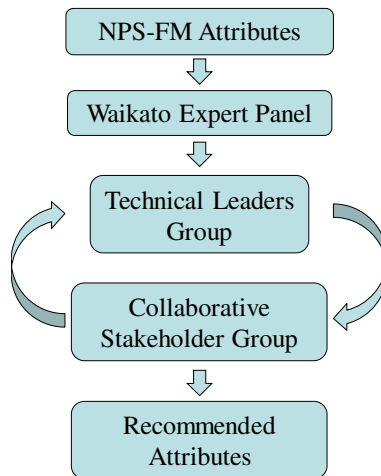 NPS-FM Attributes
Waikato Expert Panel
Technical Leaders
Group
Collaborative
Stakeholder Group
Recommended
Attributes